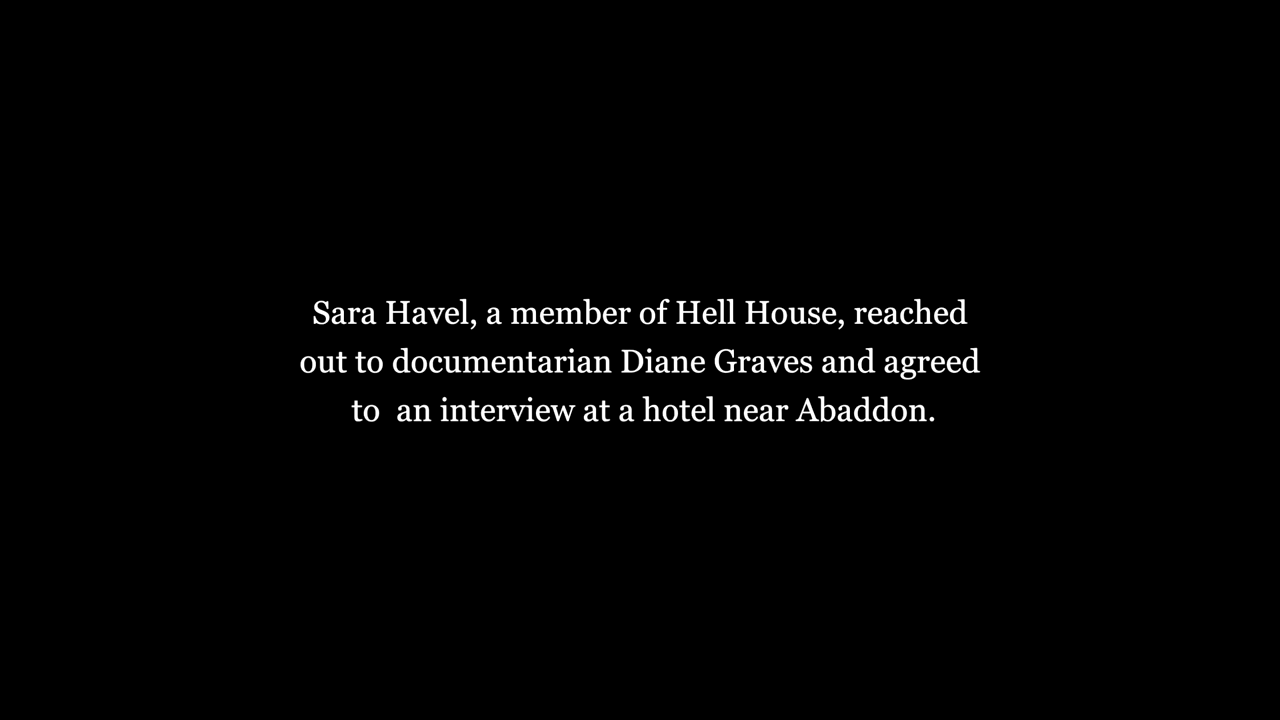 Sara Havel, a member of Hell House, reached
out to documentarian Diane Graves and agreed
to  an interview at a hotel near Abaddon.